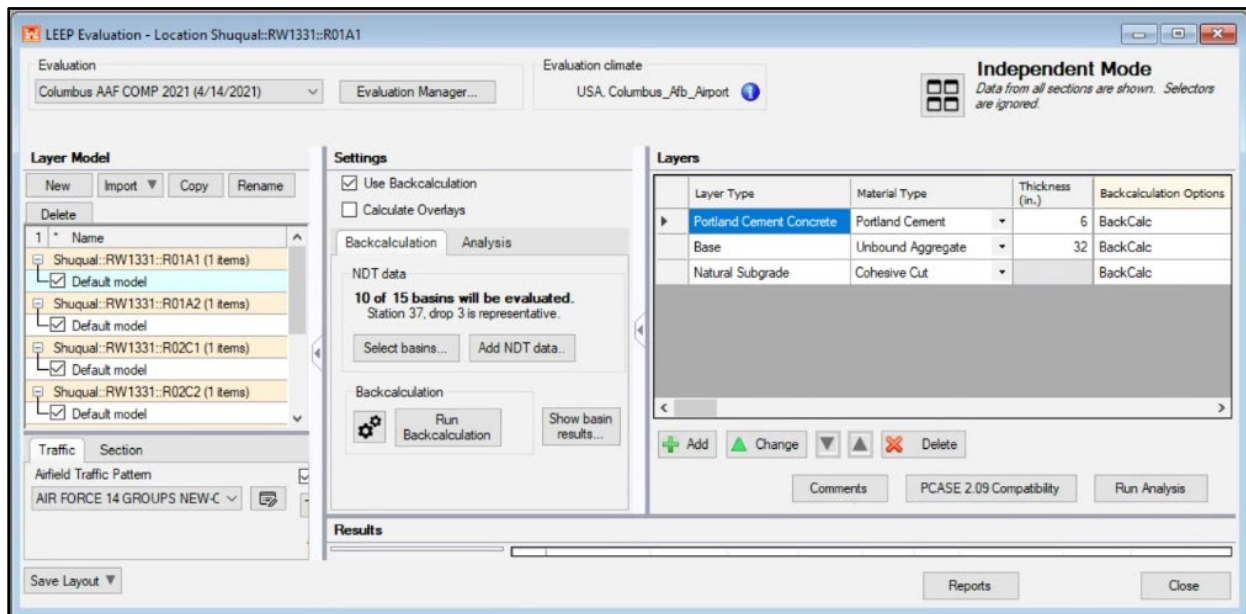 LEEP Evaluation - Location Shuqual::RW1331::R01A1
Evaluation
Columbus AAF COMP 2021 (4/14/2021)
Evaluation Manager...
Evaluation climate
USA, Columbus_Afb_Airport
Independent Mode
Data from all sections are shown. Selectors
are ignored.
Layer Model
New Import Copy Rename
Delete
1 * Name
Shuqual::RW1331::R01A1 (1 items)
Default model
Shuqual::RW1331::R01A2 (1 items)
Default model
Shuqual::RW1331::R02C1 (1 items)
Default model
Shuqual::RW1331::R02C2 (1 items)
Default model
Traffic Section
Airfield Traffic Pattern
AIR FORCE 14 GROUPS NEW-C
Save Layout
Settings
Use Backcalculation
Calculate Overlays
Backcalculation Analysis
NDT data
10 of 15 basins will be evaluated.
Station 37, drop 3 is representative.
Select basins... Add NDT data..
Backcalculation
Run
Backcalculation
Show basin
results...
Layers
Layer Type Material Type Thickness (in.) Backcalculation Options
Portland Cement Concrete Portland Cement 6 BackCalc
Base Unbound Aggregate 32 BackCalc
Natural Subgrade Cohesive Cut BackCalc
Add Change Delete
Comments PCASE 2.09 Compatibility Run Analysis
Results
Reports Close